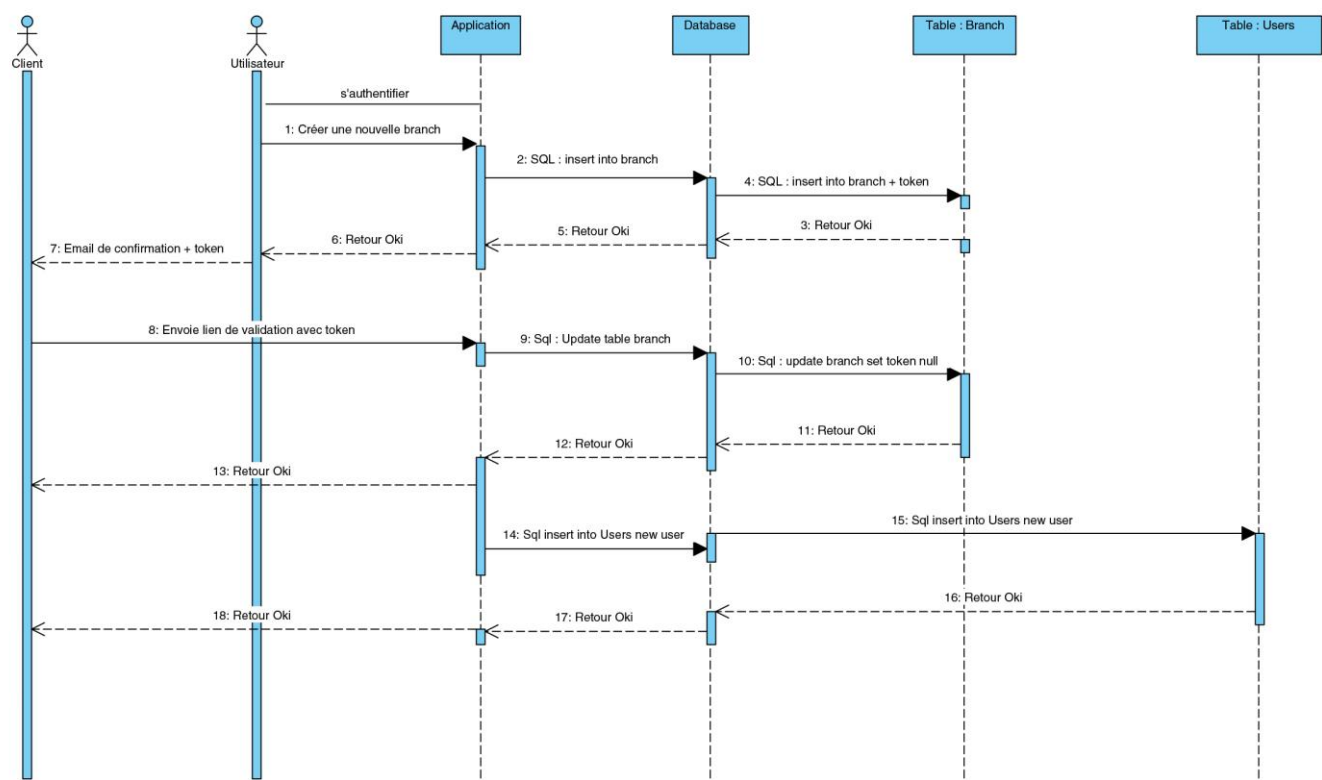 Application
Database
Table : Branch
Table : Users
Client
Utilisateur
s'authentifier
1: Créer une nouvelle branch
2: SQL : insert into branch
4: SQL : insert into branch + token
3: Retour Oki
5: Retour Oki
6: Retour Oki
7: Email de confirmation + token
8: Envoie lien de validation avec token
9: Sql : Update table branch
10: Sql : update branch set token null
11: Retour Oki
12: Retour Oki
13: Retour Oki
15: Sql insert into Users new user
14: Sql insert into Users new user
16: Retour Oki
17: Retour Oki
18: Retour Oki